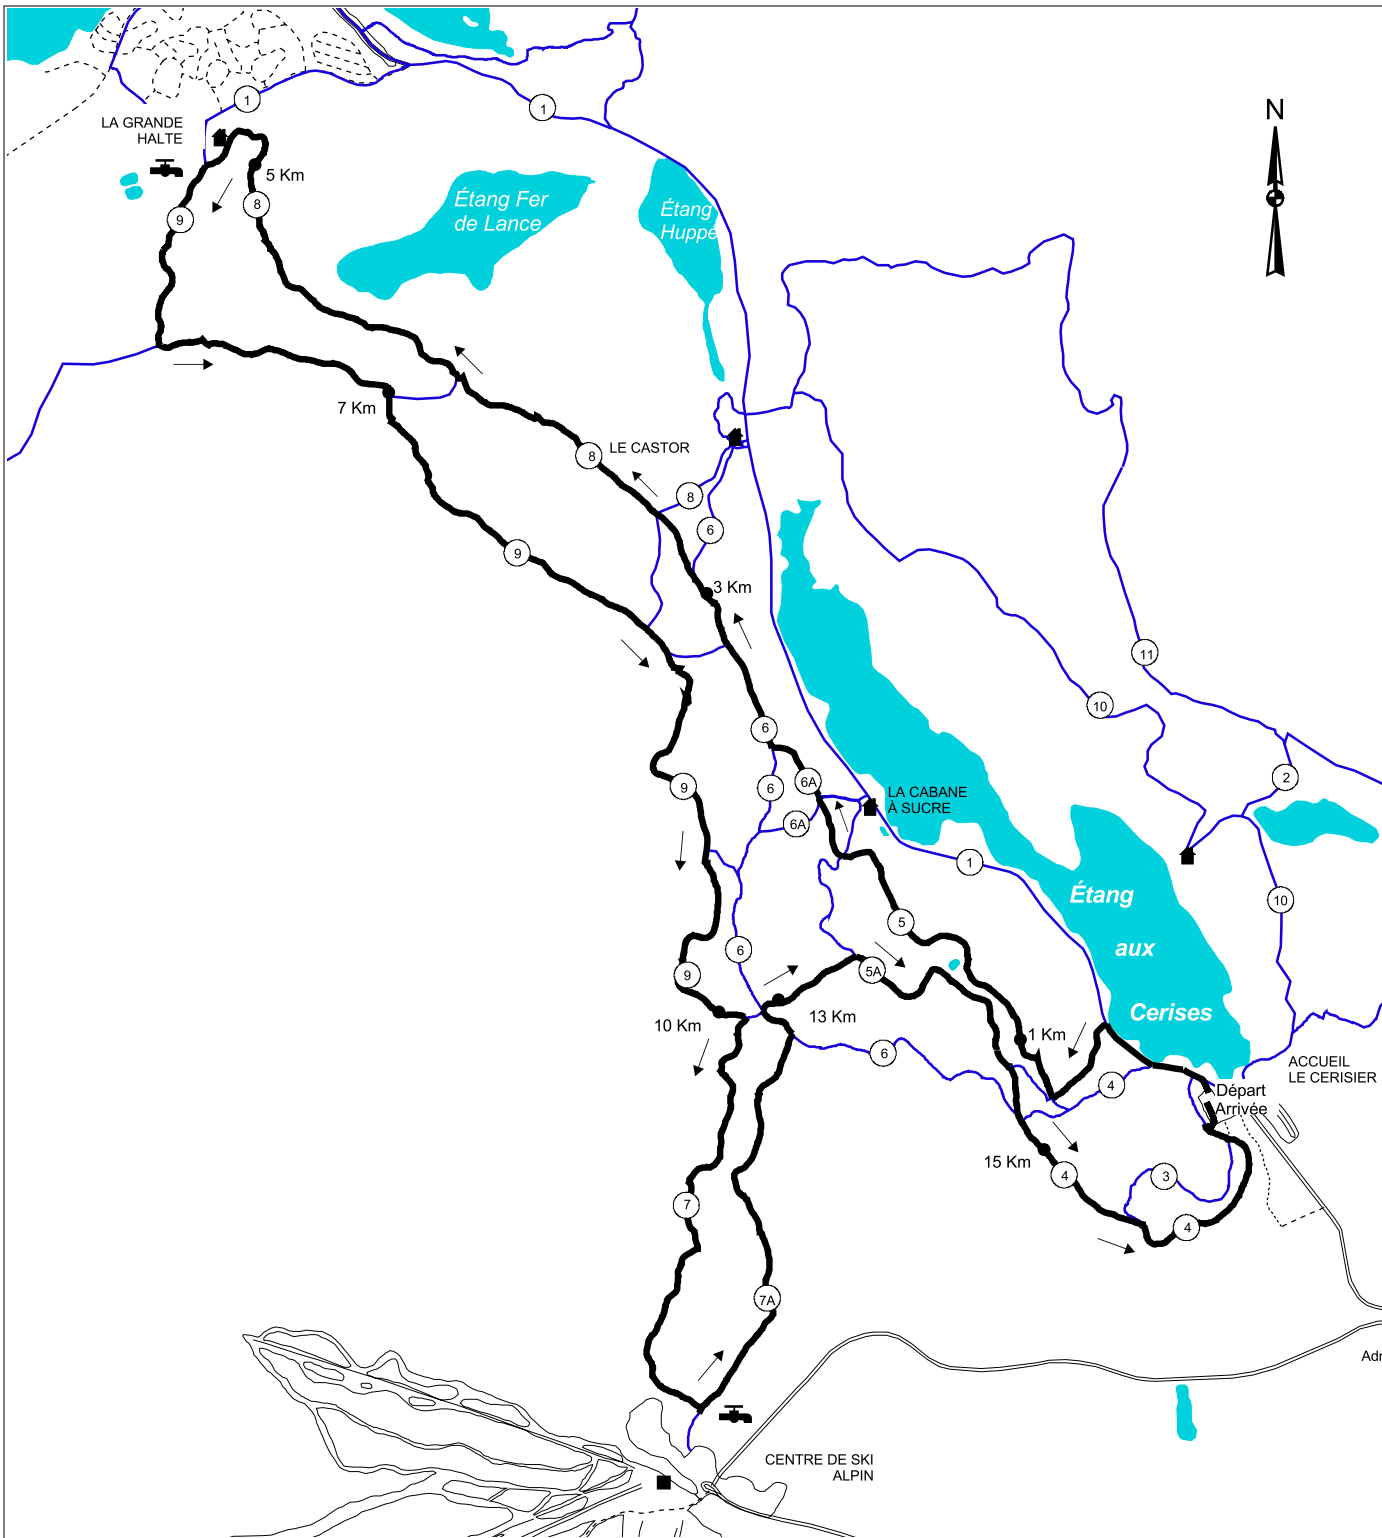 1
1
N
LA GRANDE
HALTE
5 Km
8
9
Étang Fer
de Lance
Étang
Huppé
7 Km
8
LE CASTOR
8
6
9
3 Km
11
10
6
2
6A
6
9
LA CABANE
À SUCRE
6A
1
Étang
aux
Cerises
10
5
6
9
5A
10 Km
13 Km
1 Km
6
4
ACCUEIL
LE CERISIER
Départ
Arrivée
15 Km
4
3
7
4
7A
Adr
CENTRE DE SKI
ALPIN